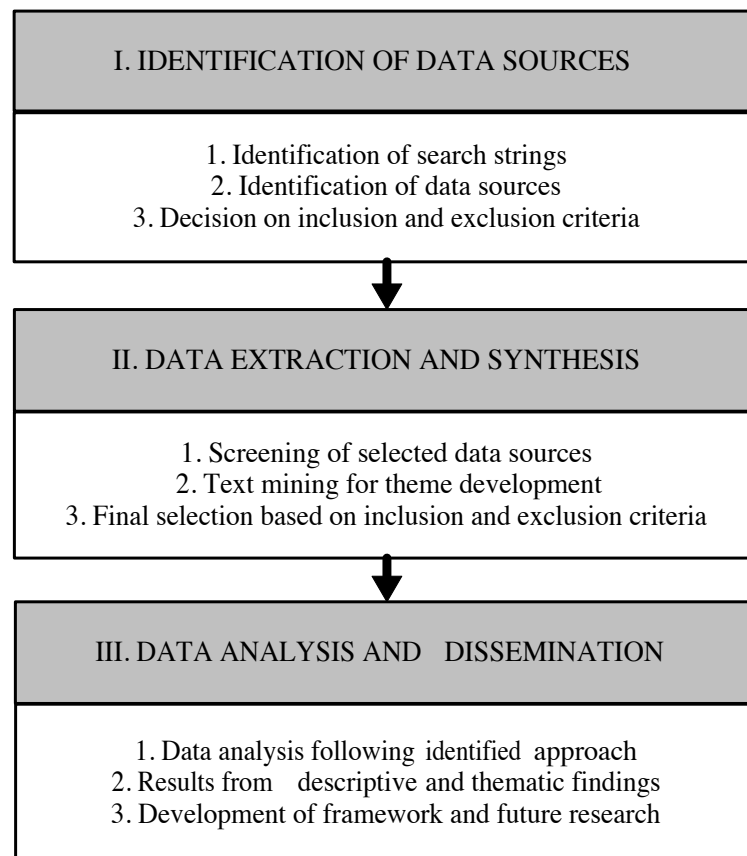 I. IDENTIFICATION OF DATA SOURCES
1. Identification of search strings
2. Identification of data sources
3. Decision on inclusion and exclusion criteria
II. DATA EXTRACTION AND SYNTHESIS
1. Screening of selected data sources
2. Text mining for theme development
3. Final selection based on inclusion and exclusion criteria
III. DATA ANALYSIS AND DISSEMINATION
1. Data analysis following identified approach
2. Results from descriptive and thematic findings
3. Development of framework and future research